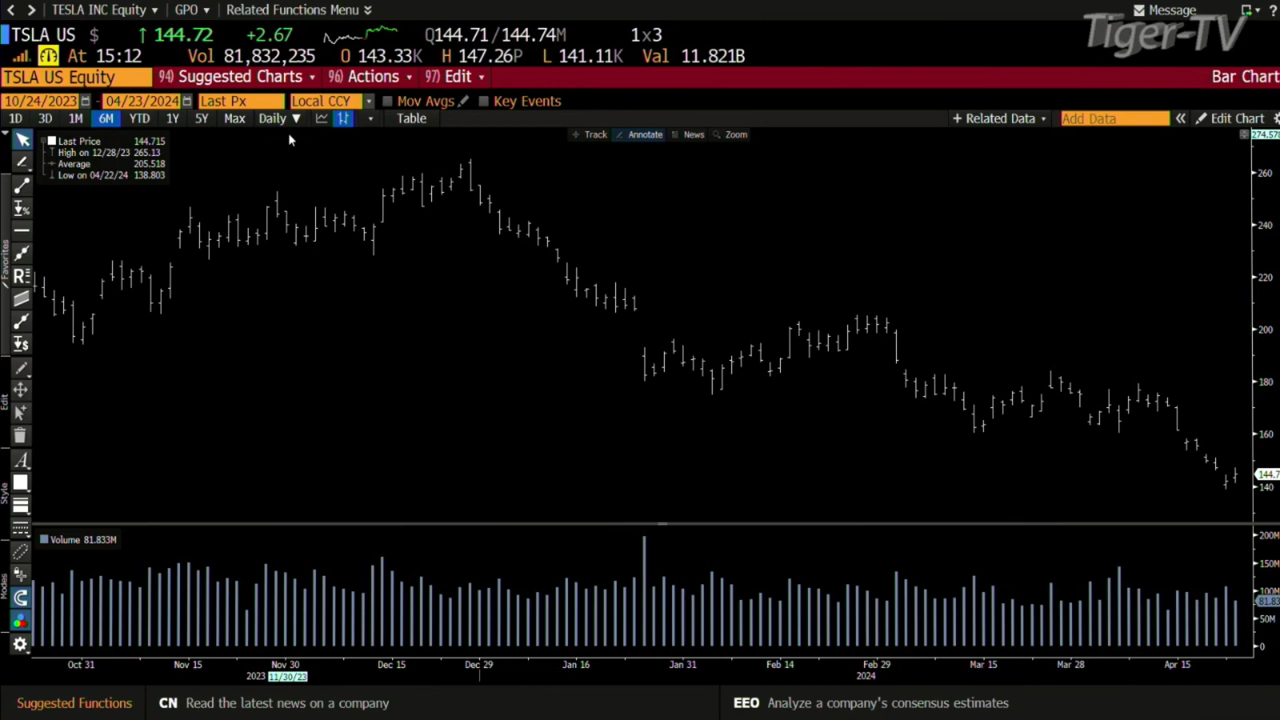 TESLA INC Equity GPO Related Functions Menu Message ?
Tiger-TV
TSLA US $ ↑ 144.72 +2.67 Q144.71 / 144.74M 1x3
At 15:12 Vol 81,832,235 O 143.33K H 147.26P L 141.11K Val 11.821B
TSLA US Equity 94) Suggested Charts 96) Actions 97) Edit Bar Chart
10/24/2023 - 04/23/2024 Last Px Local CCY Mov Avgs Key Events
1D 3D 1M 6M YTD 1Y 5Y Max Daily ▼ Table + Related Data Add Data « Edit Chart
Track Annotate News Zoom
Last Price 144.715
High on 12/28/23 265.13
Average 205.518
Low on 04/22/24 138.803
Favorites
Edit
Style
Modes
260
240
220
200
180
160
144.7
140
Volume 81.833M
200M
150M
100M
81.83
50M
0
Oct 31 Nov 15 Nov 30 Dec 15 Dec 29 Jan 16 Jan 31 Feb 14 Feb 29 Mar 15 Mar 28 Apr 15
2023 11/30/23 2024
Suggested Functions CN Read the latest news on a company EEO Analyze a company's consensus estimates